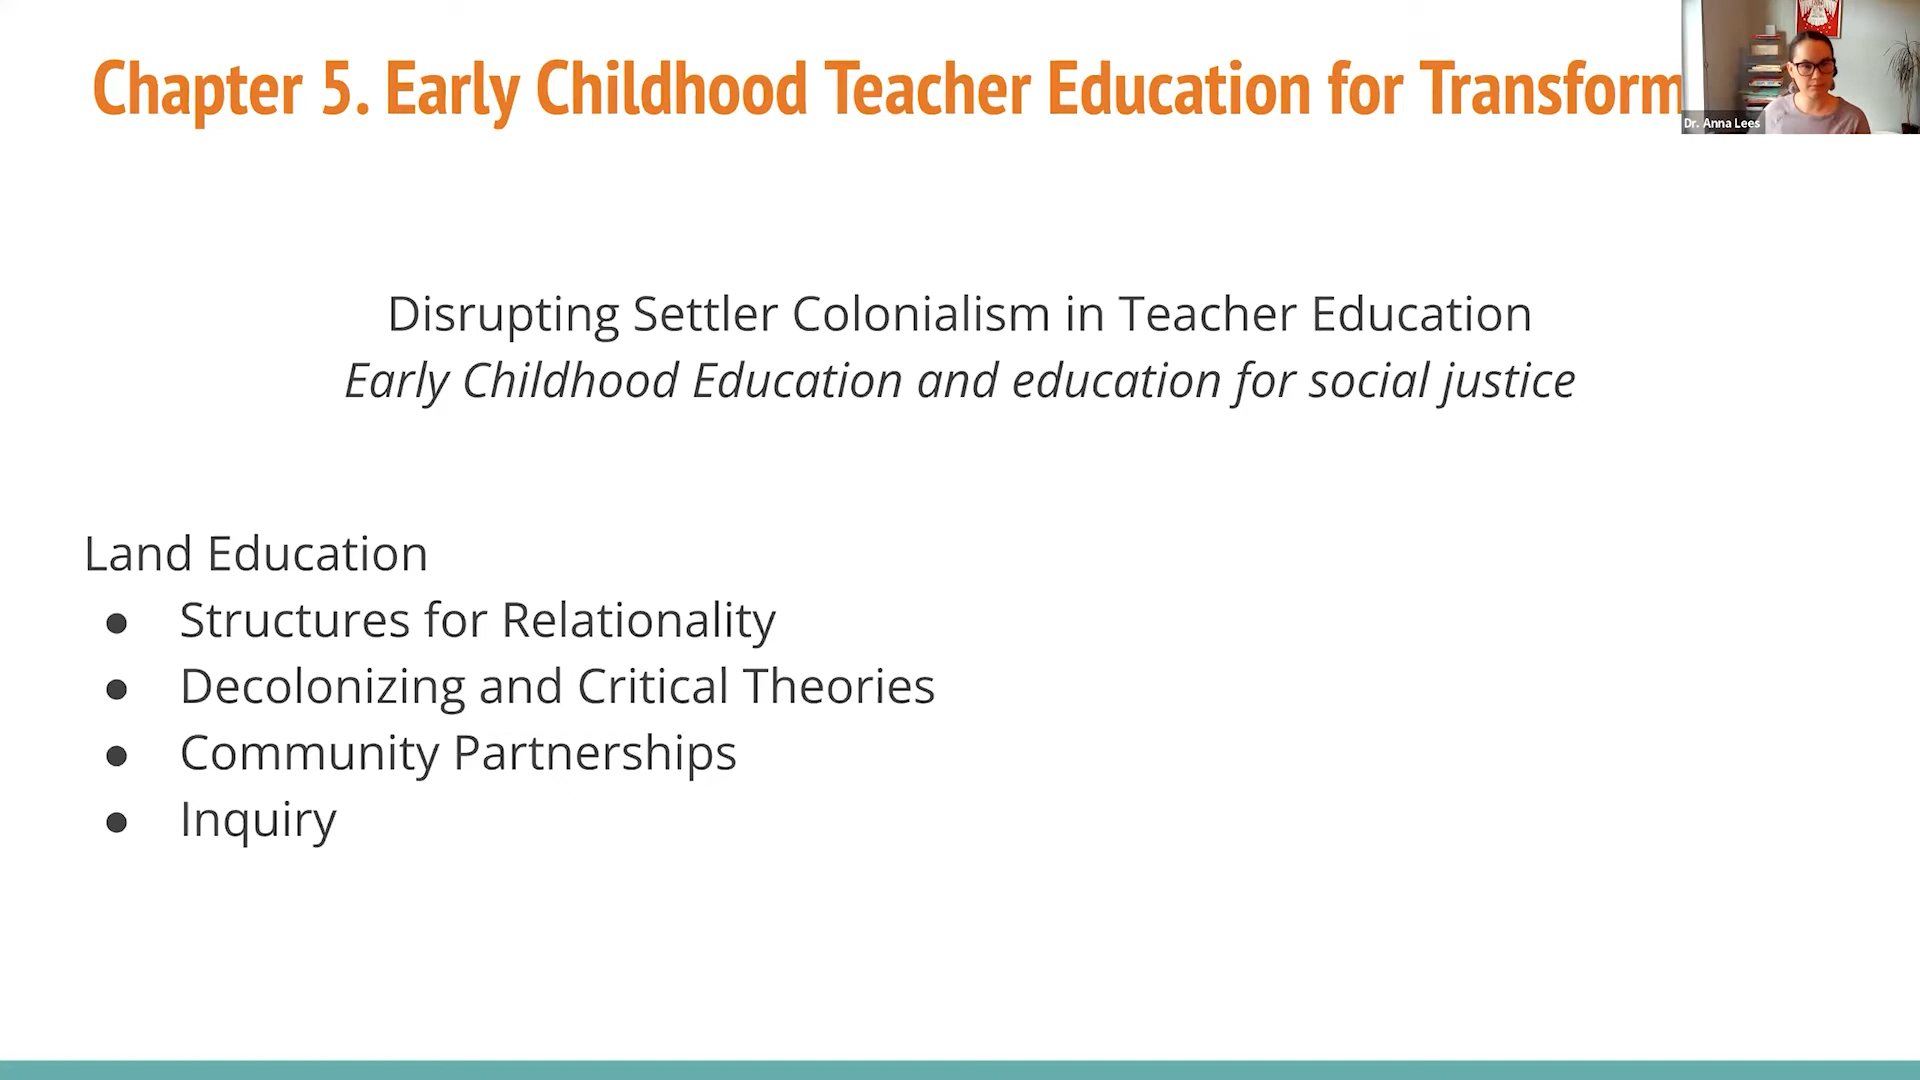 Chapter 5. Early Childhood Teacher Education for Transform
Dr. Anna Lees
Disrupting Settler Colonialism in Teacher Education
Early Childhood Education and education for social justice
Land Education
● Structures for Relationality
● Decolonizing and Critical Theories
● Community Partnerships
● Inquiry